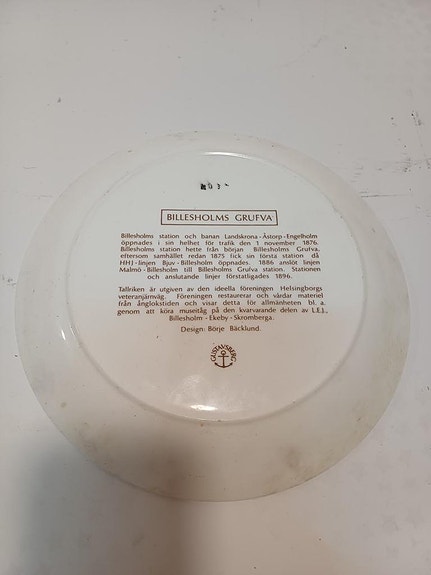 BILLESHOLMS GRUFVA
Billesholms station och banan Landskrona - Åstorp - Engelholm
öppnades i sin helhet för trafik den 1 november 1876.
Billesholms station hette från början Billesholms Grufva,
eftersom samhället redan 1875 fick sin första station då
HHJ-linjen Bjuv - Billesholm öppnades. 1886 anslöt linjen
Malmö - Billesholm till Billesholms Grufva station. Stationen
och anslutande linjer förstatligades 1896.
Tallriken är utgiven av den ideella föreningen Helsingborgs
veteranjärnväg. Föreningen restaurerar och vårdar materiel
från ånglokstiden och visar detta för allmänheten bl. a.
genom att köra museitåg på den kvarvarande delen av L.E.J.,
Billesholm - Ekeby - Skromberga.
Design: Börje Bäcklund.
GUSTAVSBERG